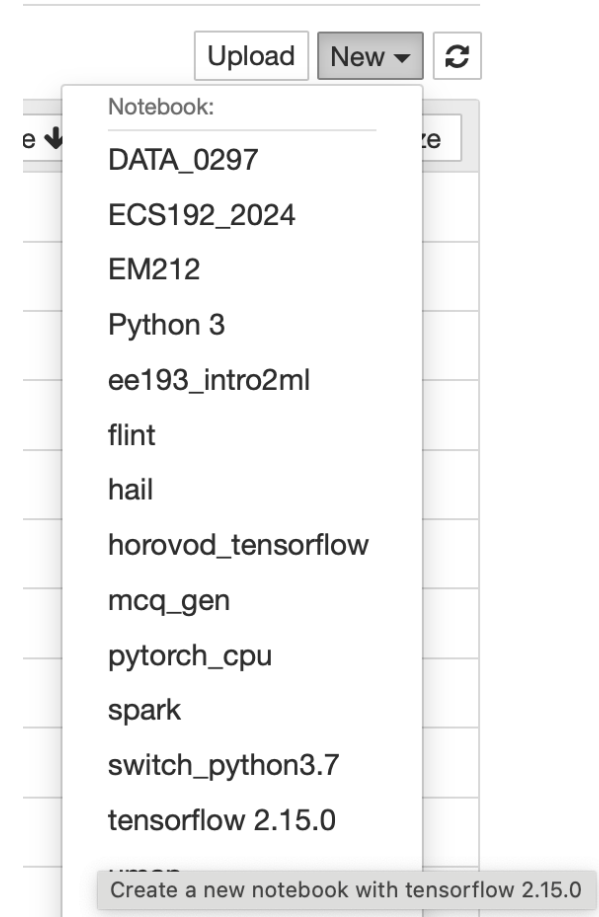 Upload New
Notebook:
e ze
DATA_0297
ECS192_2024
EM212
Python 3
ee193_intro2ml
flint
hail
horovod_tensorflow
mcq_gen
pytorch_cpu
spark
switch_python3.7
tensorflow 2.15.0
Create a new notebook with tensorflow 2.15.0